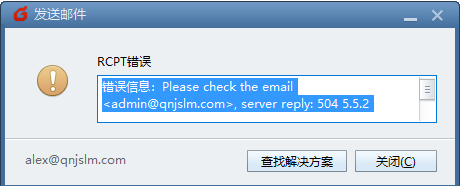 发送邮件
RCPT错误
错误信息：Please check the email
<admin@qnjslm.com>, server reply: 504 5.5.2
alex@qnjslm.com
查找解决方案
关闭(C)